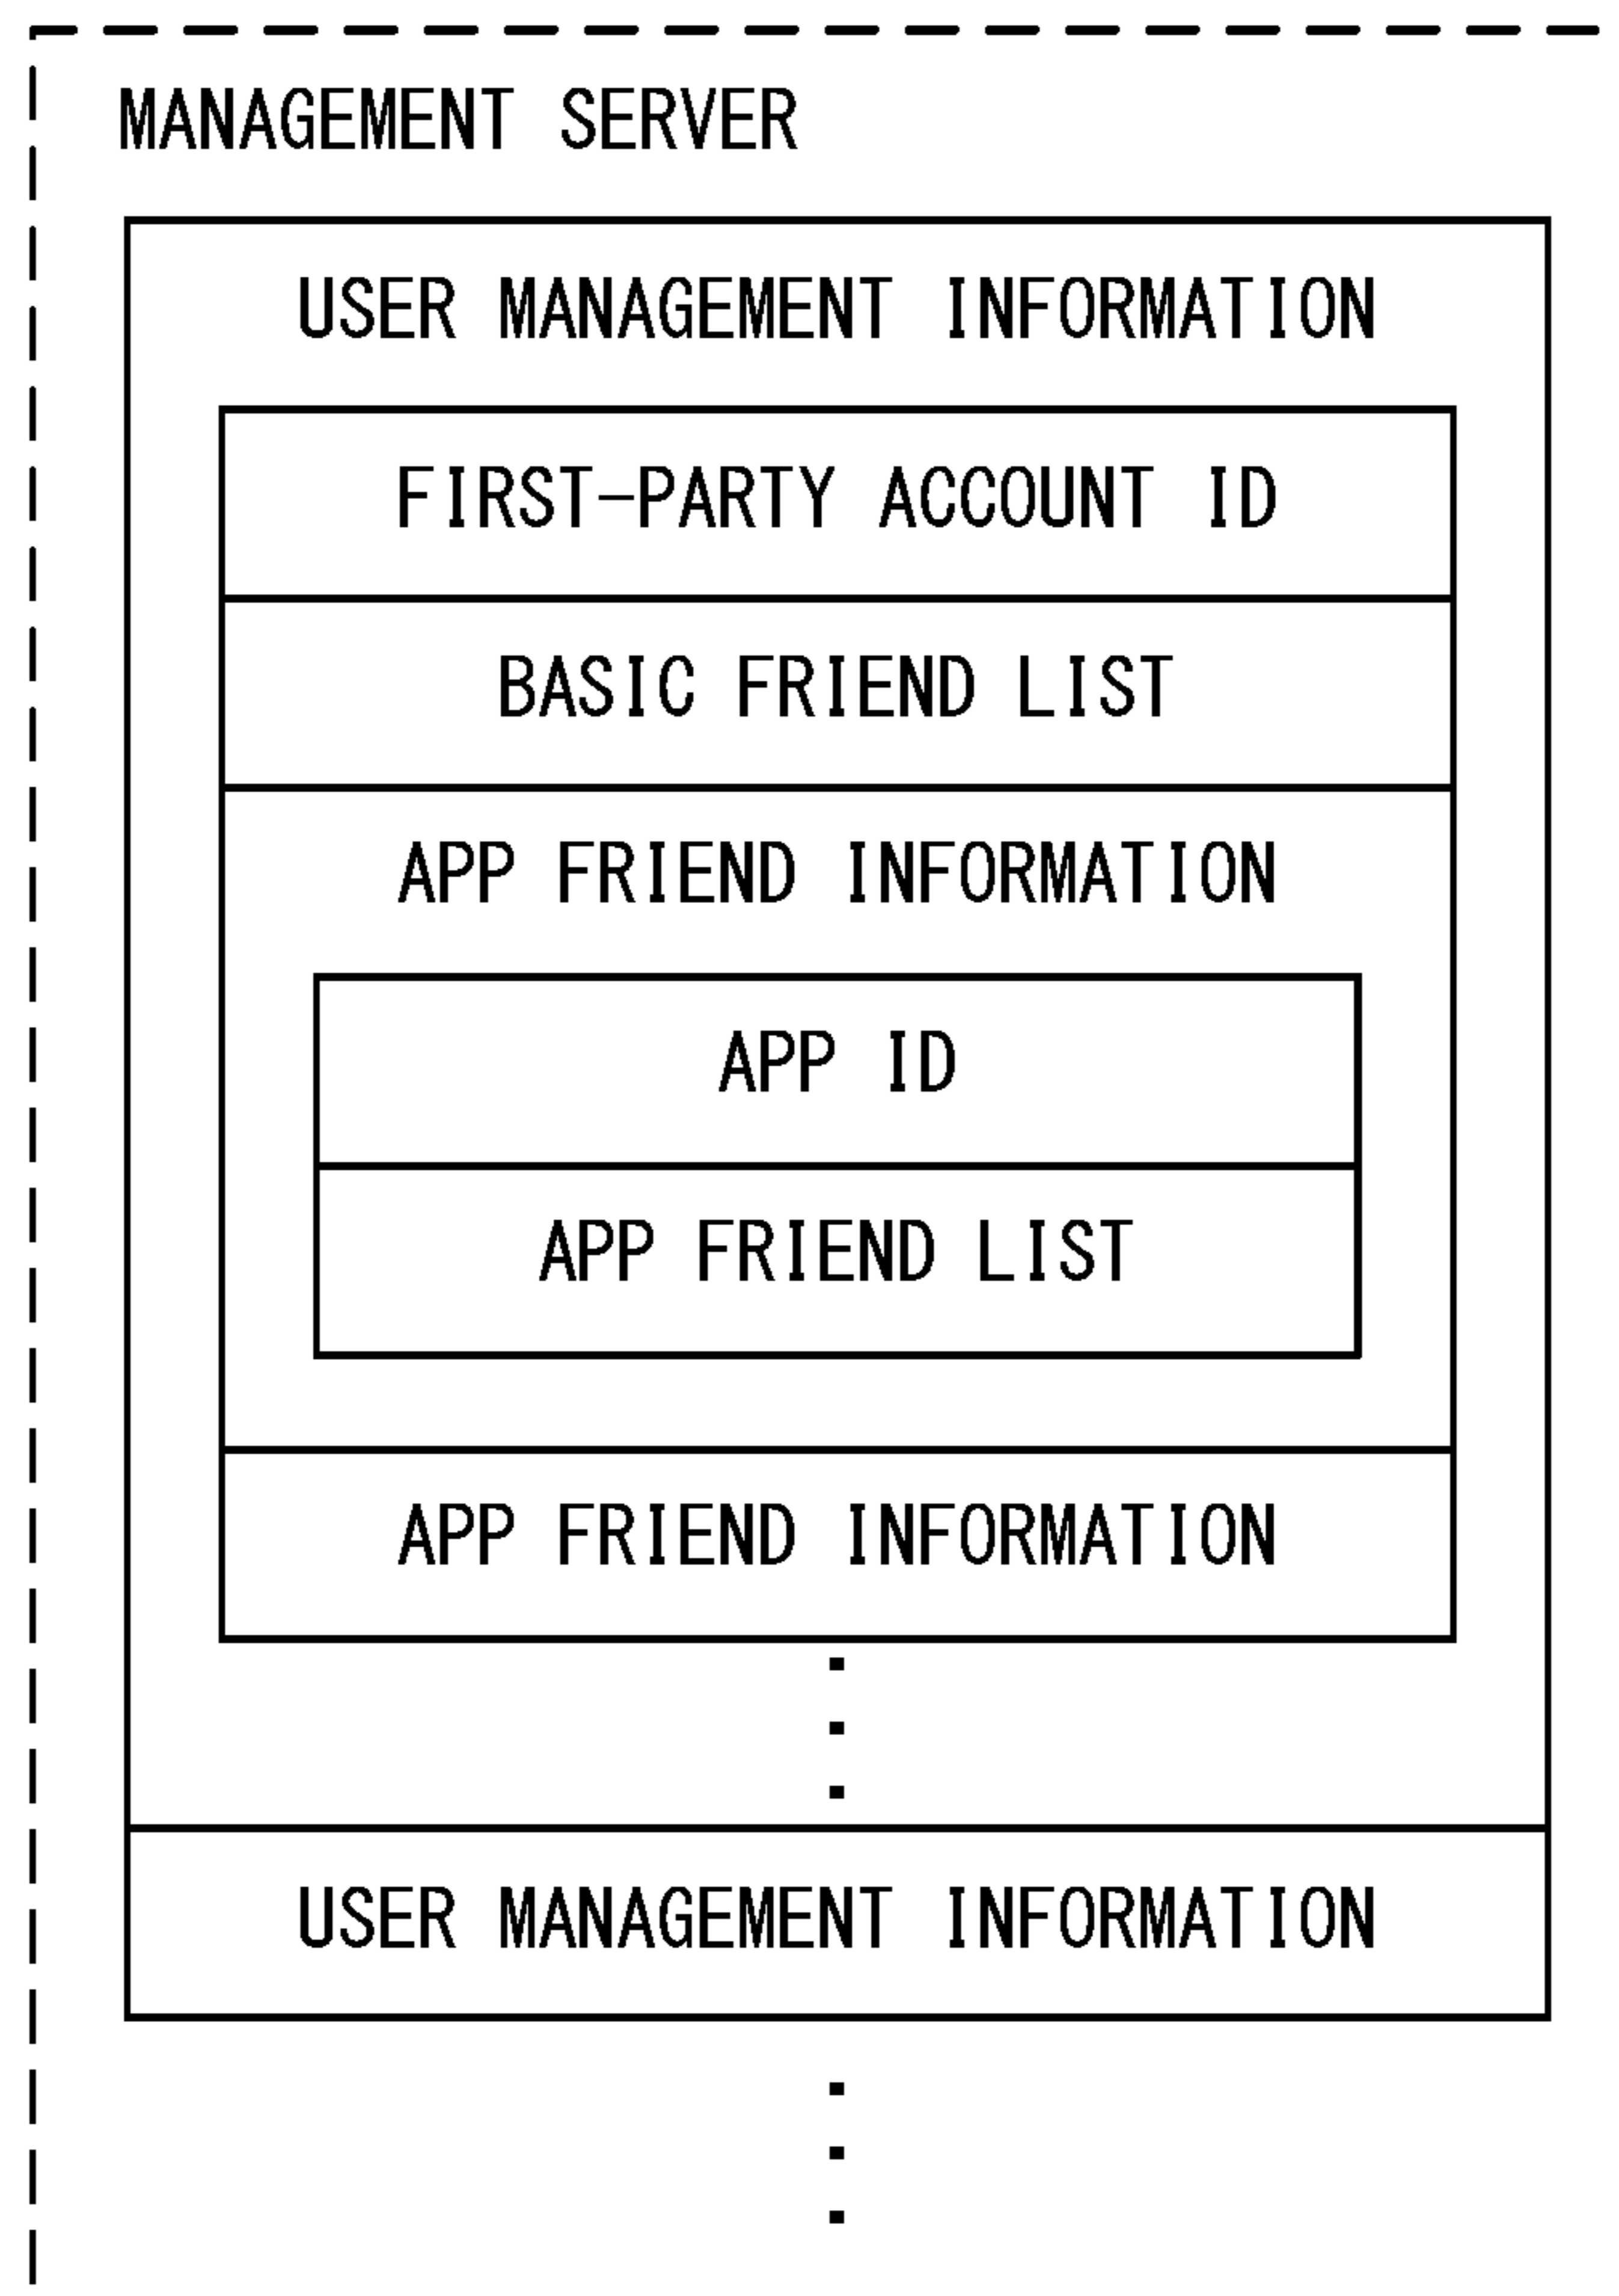 MANAGEMENT SERVER
USER MANAGEMENT INFORMATION
FIRST-PARTY ACCOUNT ID
BASIC FRIEND LIST
APP FRIEND INFORMATION
APP ID
APP FRIEND LIST
APP FRIEND INFORMATION
USER MANAGEMENT INFORMATION